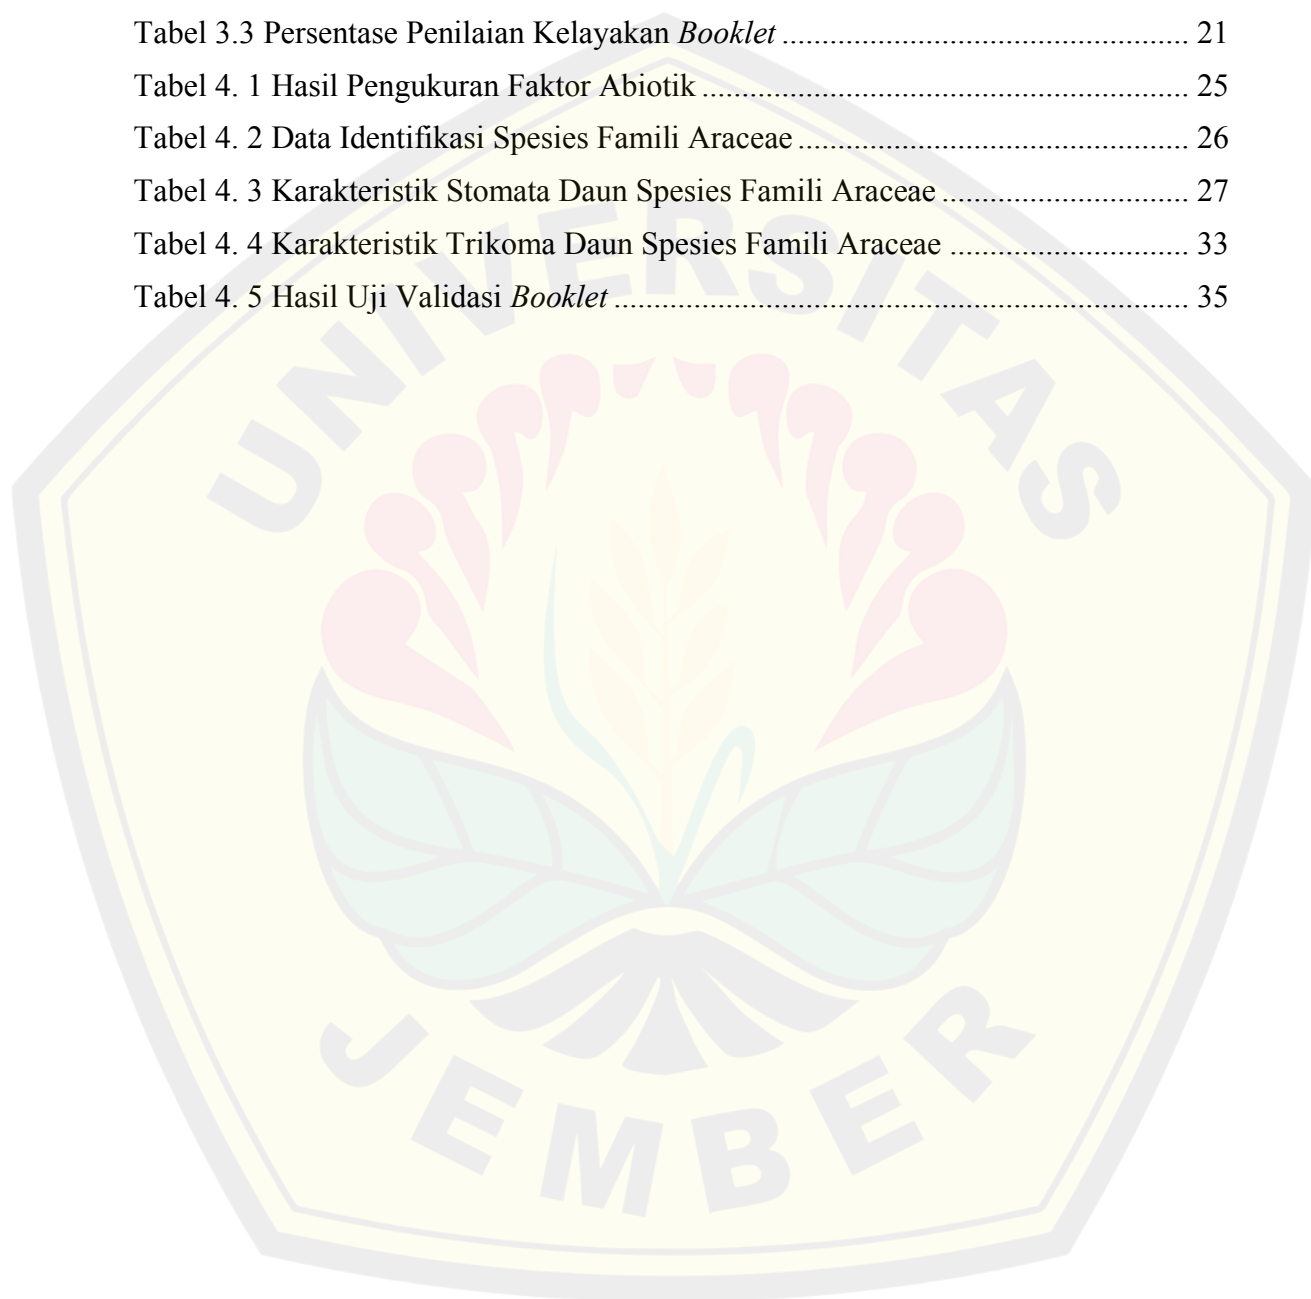 Tabel 3.3 Persentase Penilaian Kelayakan Booklet .................................................... 21
Tabel 4. 1 Hasil Pengukuran Faktor Abiotik .............................................................. 25
Tabel 4. 2 Data Identifikasi Spesies Famili Araceae .................................................. 26
Tabel 4. 3 Karakteristik Stomata Daun Spesies Famili Araceae ............................... 27
Tabel 4. 4 Karakteristik Trikoma Daun Spesies Famili Araceae .............................. 33
Tabel 4. 5 Hasil Uji Validasi Booklet ......................................................................... 35
UNIVERSITAS
JEMBER